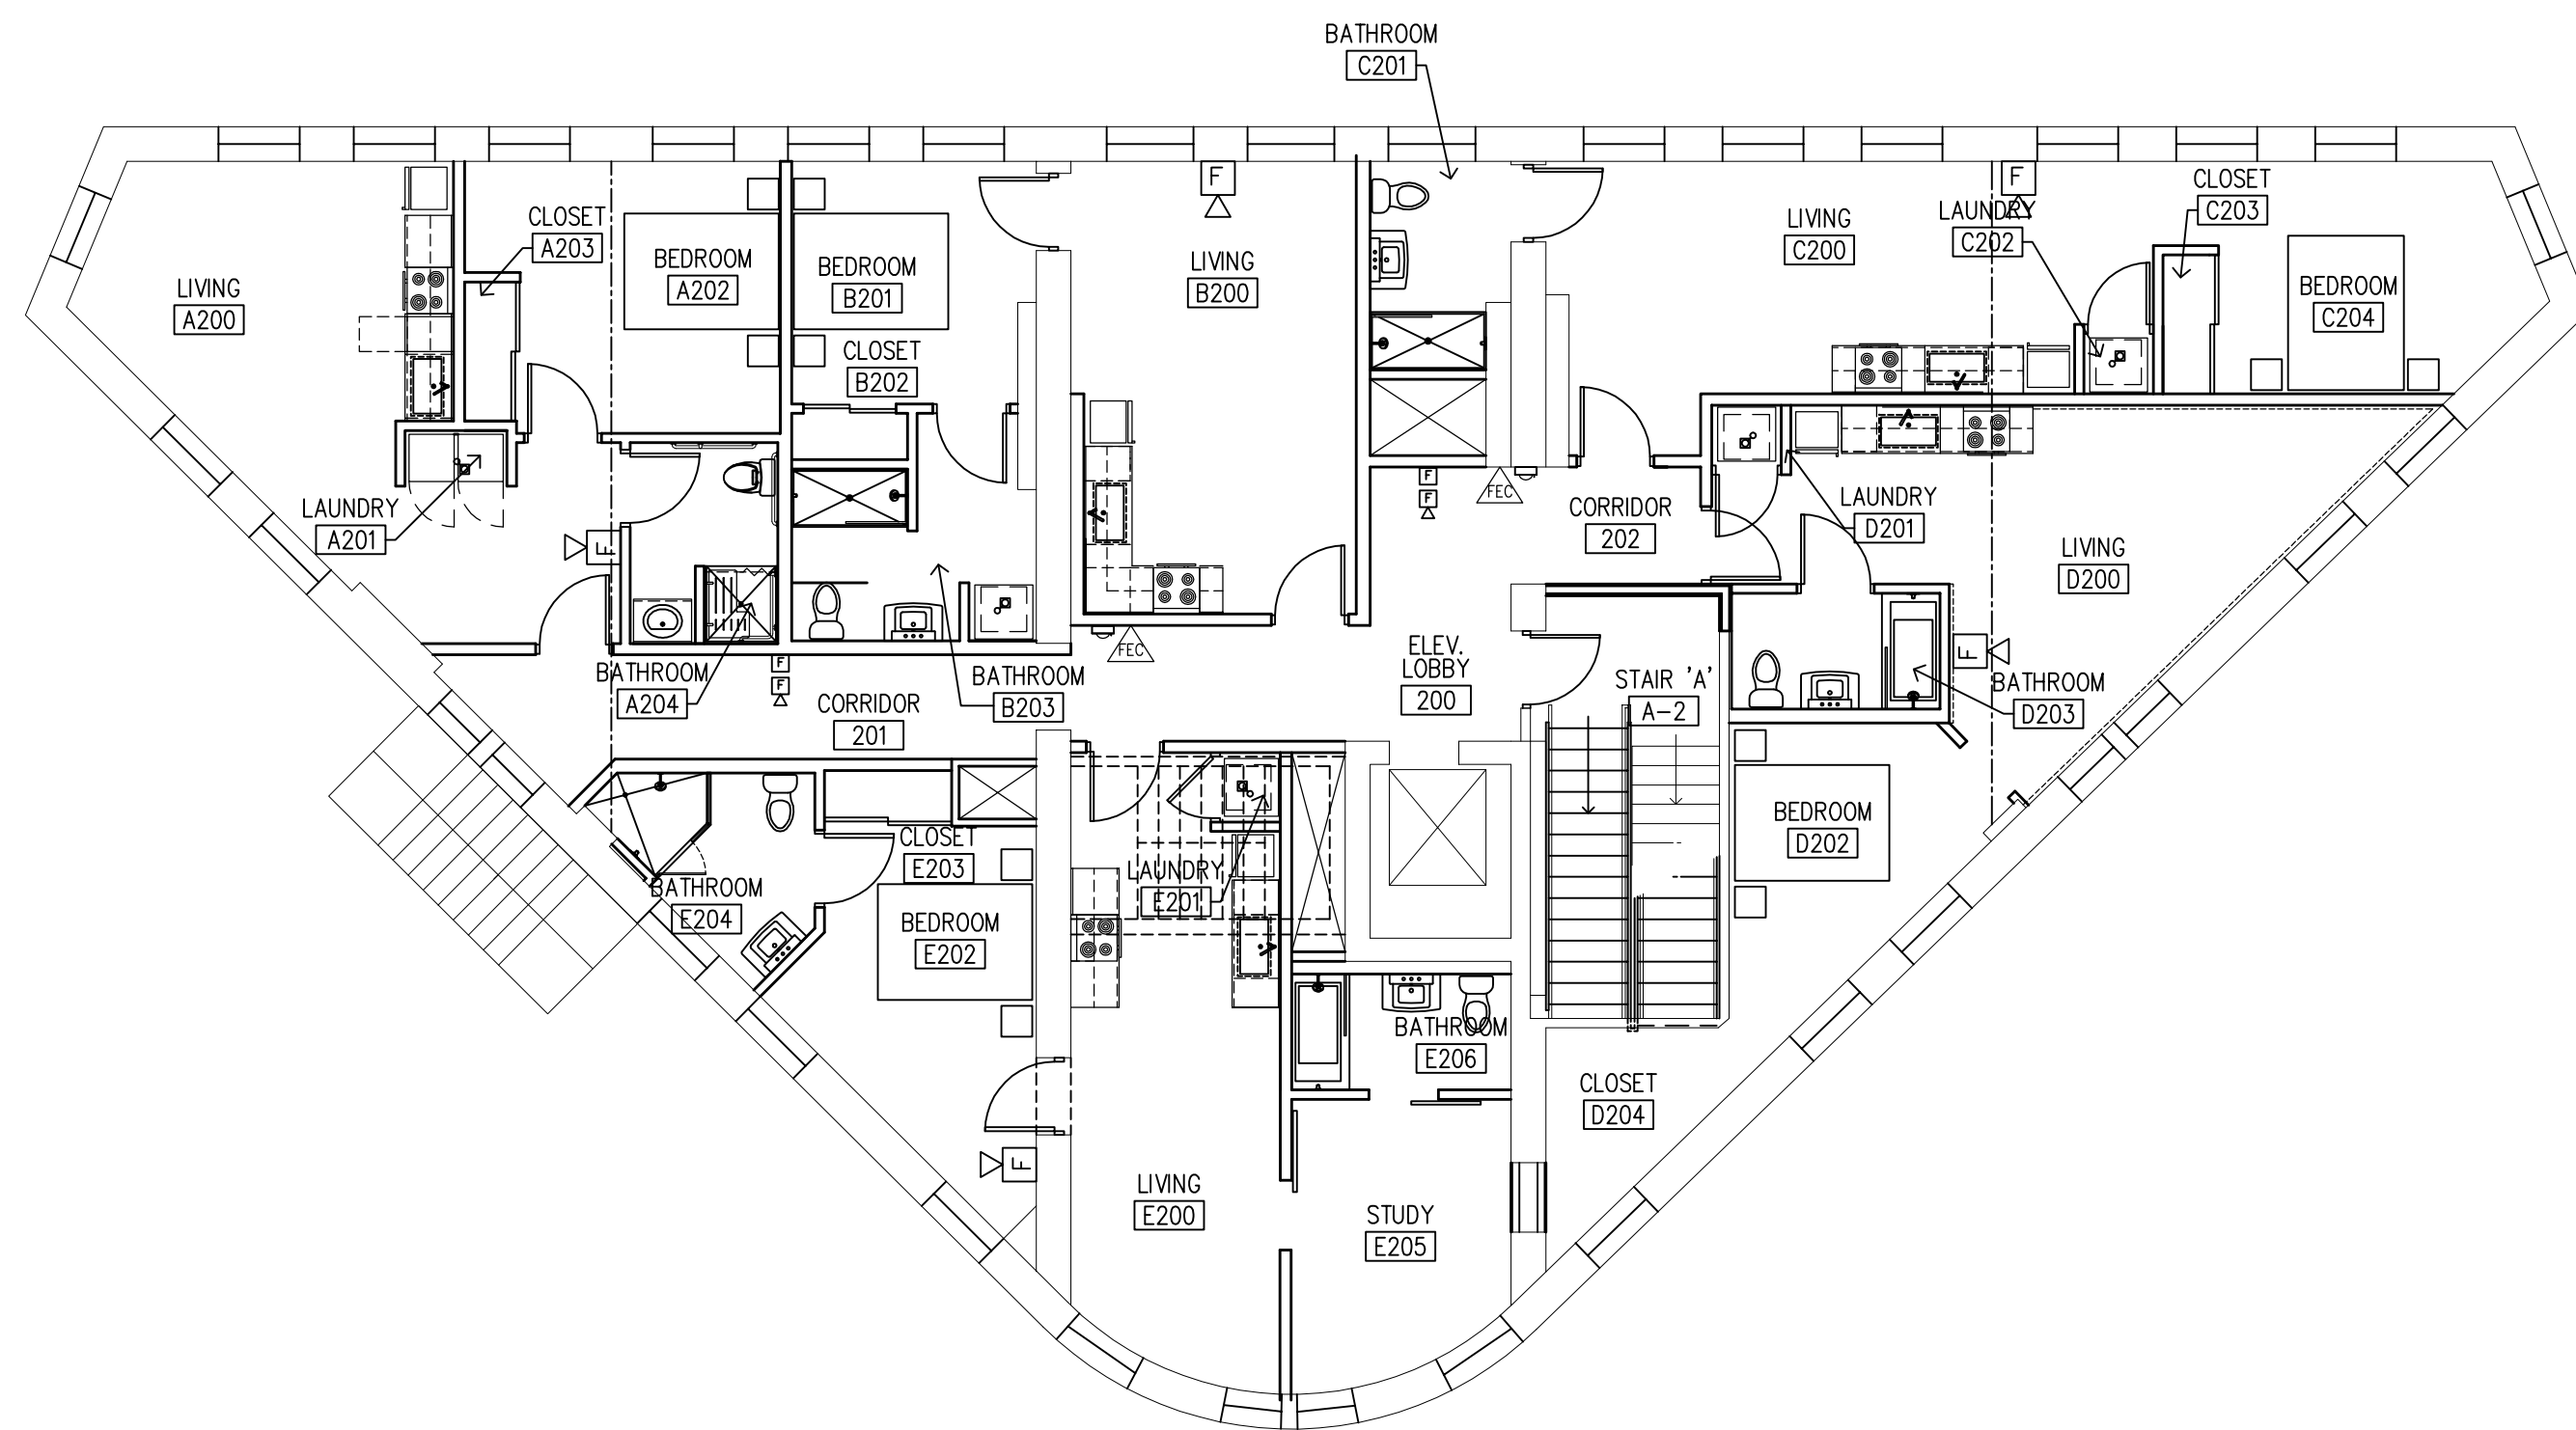 BATHROOM
C201
F
F
CLOSET
C203
LAUNDRY
C202
CLOSET
A203
LIVING
C200
BEDROOM
A202
BEDROOM
B201
LIVING
B200
LIVING
A200
BEDROOM
C204
CLOSET
B202
F
F
FEC
LAUNDRY
A201
F
CORRIDOR
202
LAUNDRY
D201
LIVING
D200
FEC
F
F
ELEV.
LOBBY
200
F
BATHROOM
A204
BATHROOM
B203
STAIR 'A'
A-2
BATHROOM
D203
CORRIDOR
201
BEDROOM
D202
CLOSET
E203
LAUNDRY
E201
BATHROOM
E204
BEDROOM
E202
BATHROOM
E206
CLOSET
D204
F
LIVING
E200
STUDY
E205